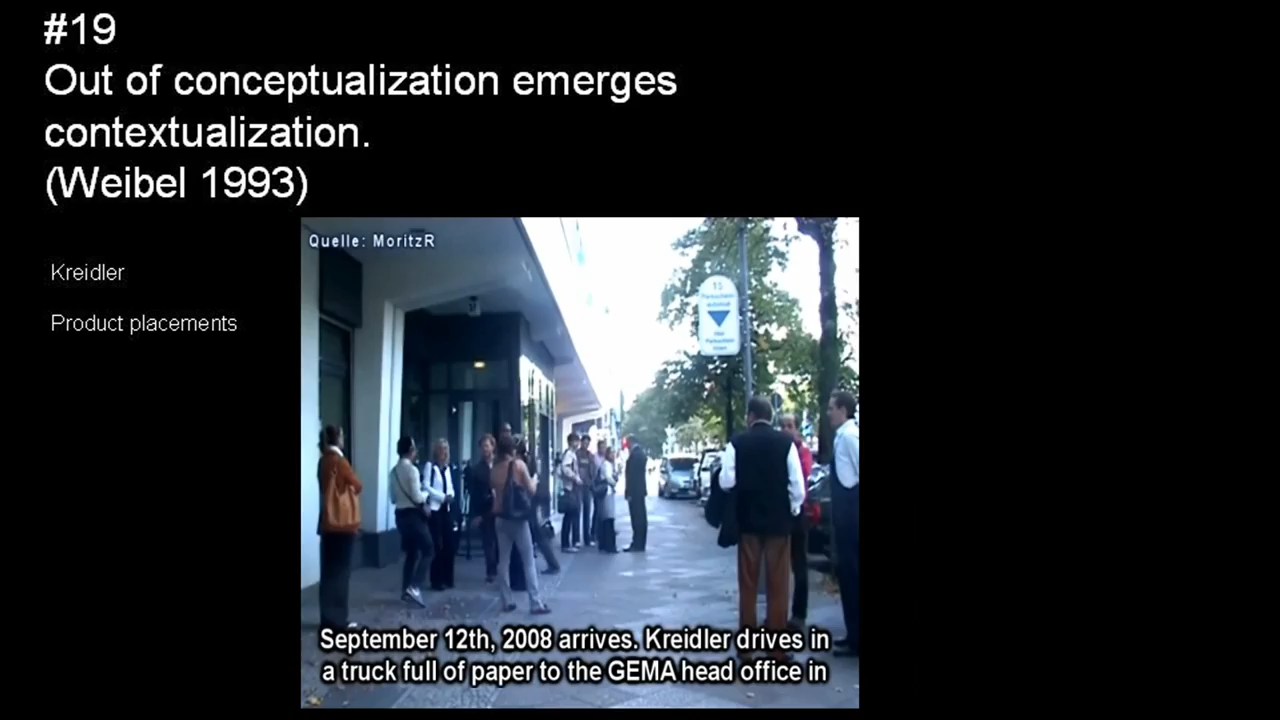 #19
Out of conceptualization emerges
contextualization.
(Weibel 1993)
Kreidler
Product placements
Quelle: MoritzR
September 12th, 2008 arrives. Kreidler drives in
a truck full of paper to the GEMA head office in